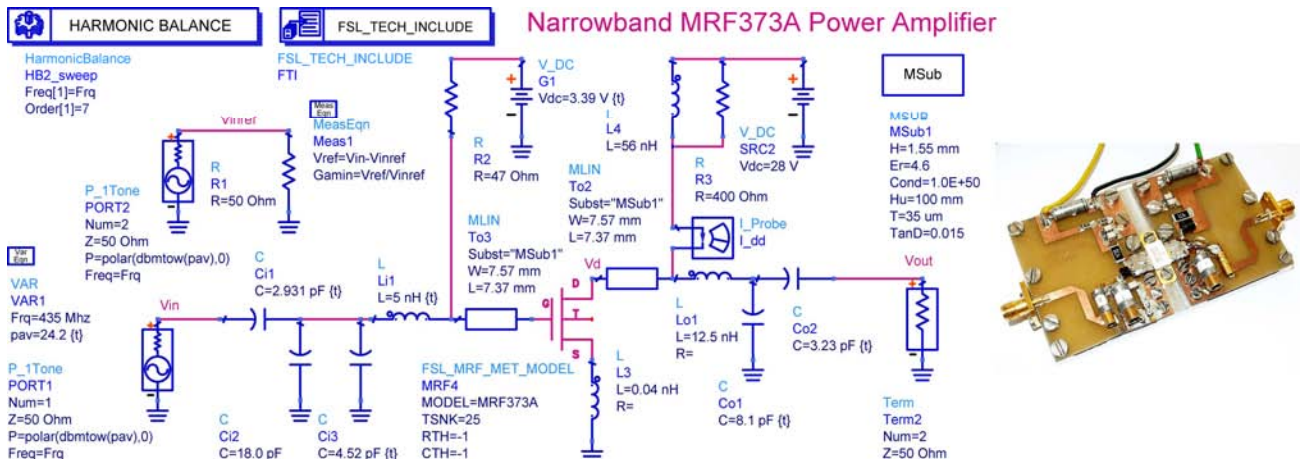 HARMONIC BALANCE
FSL_TECH_INCLUDE
Narrowband MRF373A Power Amplifier
HarmonicBalance
HB2_sweep
Freq[1]=Frq
Order[1]=7
FSL_TECH_INCLUDE
FTI
V_DC
G1
Vdc=3.39 V {t}
MSub
Meas
Eqn
MeasEqn
Meas1
Vref=Vin-Vinref
Gamin=Vref/Vinref
Vinref
R
R1
R=50 Ohm
P_1Tone
PORT2
Num=2
Z=50 Ohm
P=polar(dbmtow(pav),0)
Freq=Frq
R
R2
R=47 Ohm
L
L4
L=56 nH
V_DC
SRC2
Vdc=28 V
R
R3
R=400 Ohm
MSUB
MSub1
H=1.55 mm
Er=4.6
Cond=1.0E+50
Hu=100 mm
T=35 um
TanD=0.015
MLIN
To2
Subst="MSub1"
W=7.57 mm
L=7.37 mm
I_Probe
I_dd
MLIN
To3
Subst="MSub1"
W=7.57 mm
L=7.37 mm
Var
Eqn
VAR
VAR1
Frq=435 Mhz
pav=24.2 {t}
Vin
C
Ci1
C=2.931 pF {t}
L
Li1
L=5 nH {t}
Vd
D
G
T
S
Vout
L
Lo1
L=12.5 nH
R=
C
Co2
C=3.23 pF {t}
P_1Tone
PORT1
Num=1
Z=50 Ohm
P=polar(dbmtow(pav),0)
Freq=Frq
C
Ci2
C=18.0 pF
C
Ci3
C=4.52 pF {t}
FSL_MRF_MET_MODEL
MRF4
MODEL=MRF373A
TSNK=25
RTH=-1
CTH=-1
L
L3
L=0.04 nH
R=
C
Co1
C=8.1 pF {t}
Term
Term2
Num=2
Z=50 Ohm